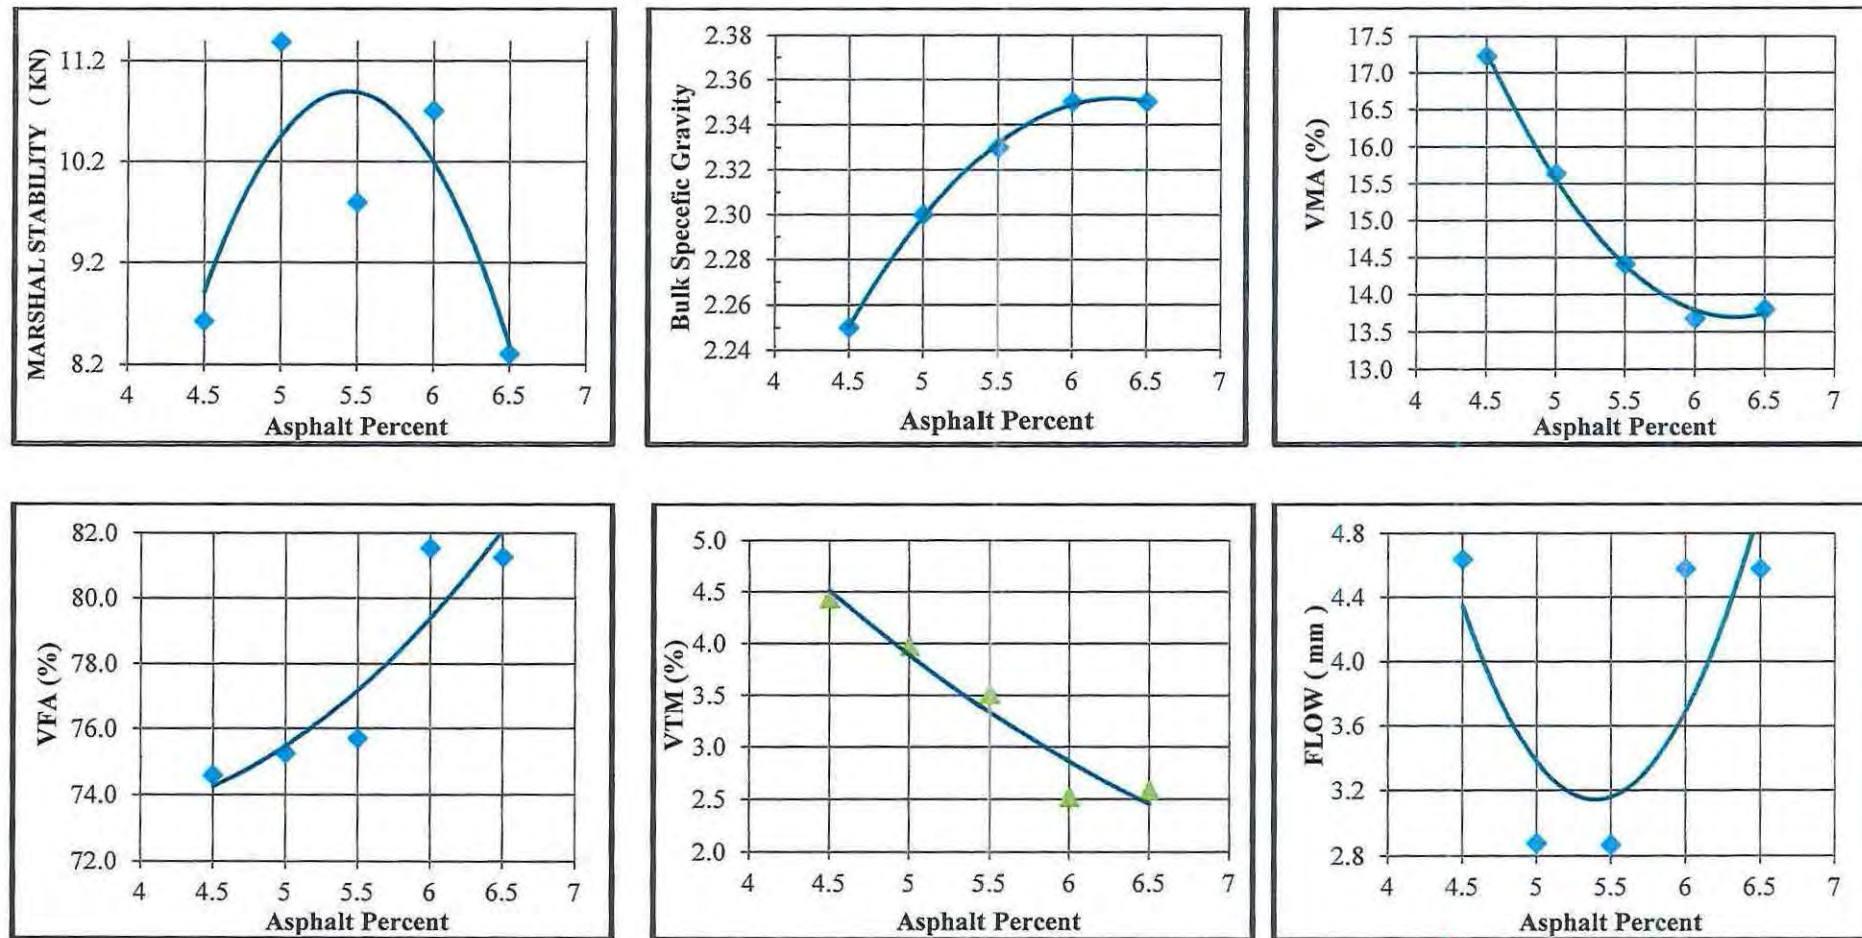 MARSHAL STABILITY ( KN)
11.2
10.2
9.2
8.2
4 4.5 5 5.5 6 6.5 7
Asphalt Percent
Bulk Specefic Gravity
2.38
2.36
2.34
2.32
2.30
2.28
2.26
2.24
4 4.5 5 5.5 6 6.5 7
Asphalt Percent
VMA (%)
17.5
17.0
16.5
16.0
15.5
15.0
14.5
14.0
13.5
13.0
4 4.5 5 5.5 6 6.5 7
Asphalt Percent
VFA (%)
82.0
80.0
78.0
76.0
74.0
72.0
4 4.5 5 5.5 6 6.5 7
Asphalt Percent
VTM (%)
5.0
4.5
4.0
3.5
3.0
2.5
2.0
4 4.5 5 5.5 6 6.5 7
Asphalt Percent
FLOW ( mm )
4.8
4.4
4.0
3.6
3.2
2.8
4 4.5 5 5.5 6 6.5 7
Asphalt Percent